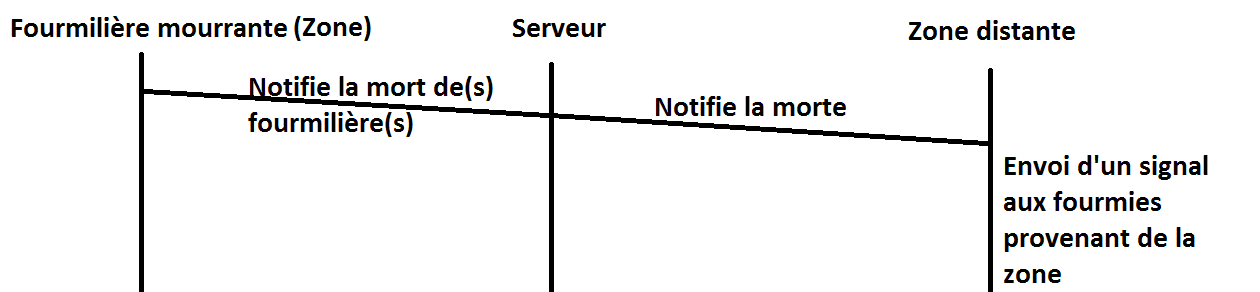 Fourmilière mourrante (Zone)
Serveur
Zone distante
Notifie la mort de(s)
fourmilière(s)
Notifie la morte
Envoi d'un signal
aux fourmies
provenant de la
zone